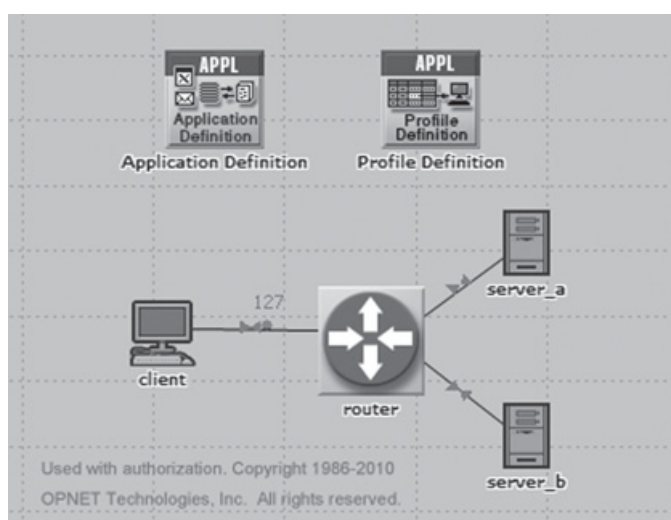 APPL
APPL
Application
Definition
Profile
Definition
Application Definition
Profile Definition
127
server_a
client
router
server_b
Used with authorization. Copyright 1986-2010
OPNET Technologies, Inc. All rights reserved.